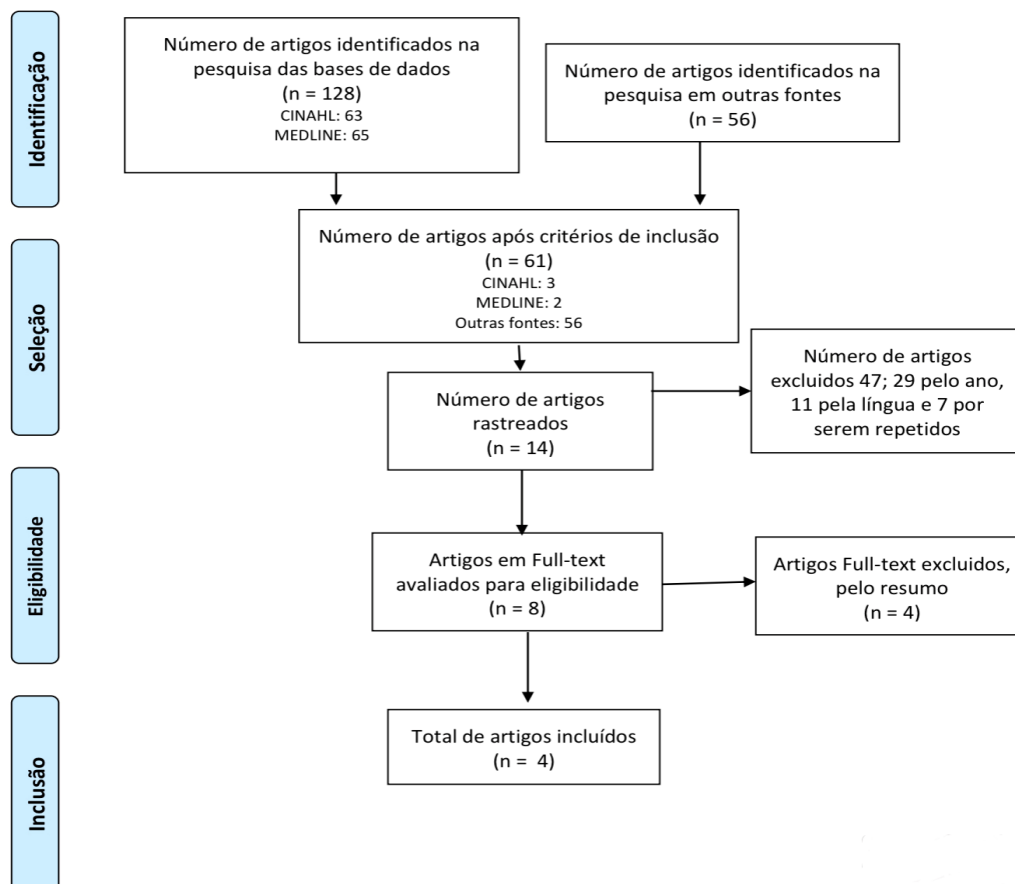 Identificação
Número de artigos identificados na
pesquisa das bases de dados
(n = 128)
CINAHL: 63
MEDLINE: 65
Número de artigos identificados na
pesquisa em outras fontes
(n = 56)
Seleção
Número de artigos após critérios de inclusão
(n = 61)
CINAHL: 3
MEDLINE: 2
Outras fontes: 56
Número de artigos
rastreados
(n = 14)
Número de artigos
excluidos 47; 29 pelo ano,
11 pela língua e 7 por
serem repetidos
Eligibilidade
Artigos em Full-text
avaliados para eligibilidade
(n = 8)
Artigos Full-text excluidos,
pelo resumo
(n = 4)
Inclusão
Total de artigos incluídos
(n = 4)